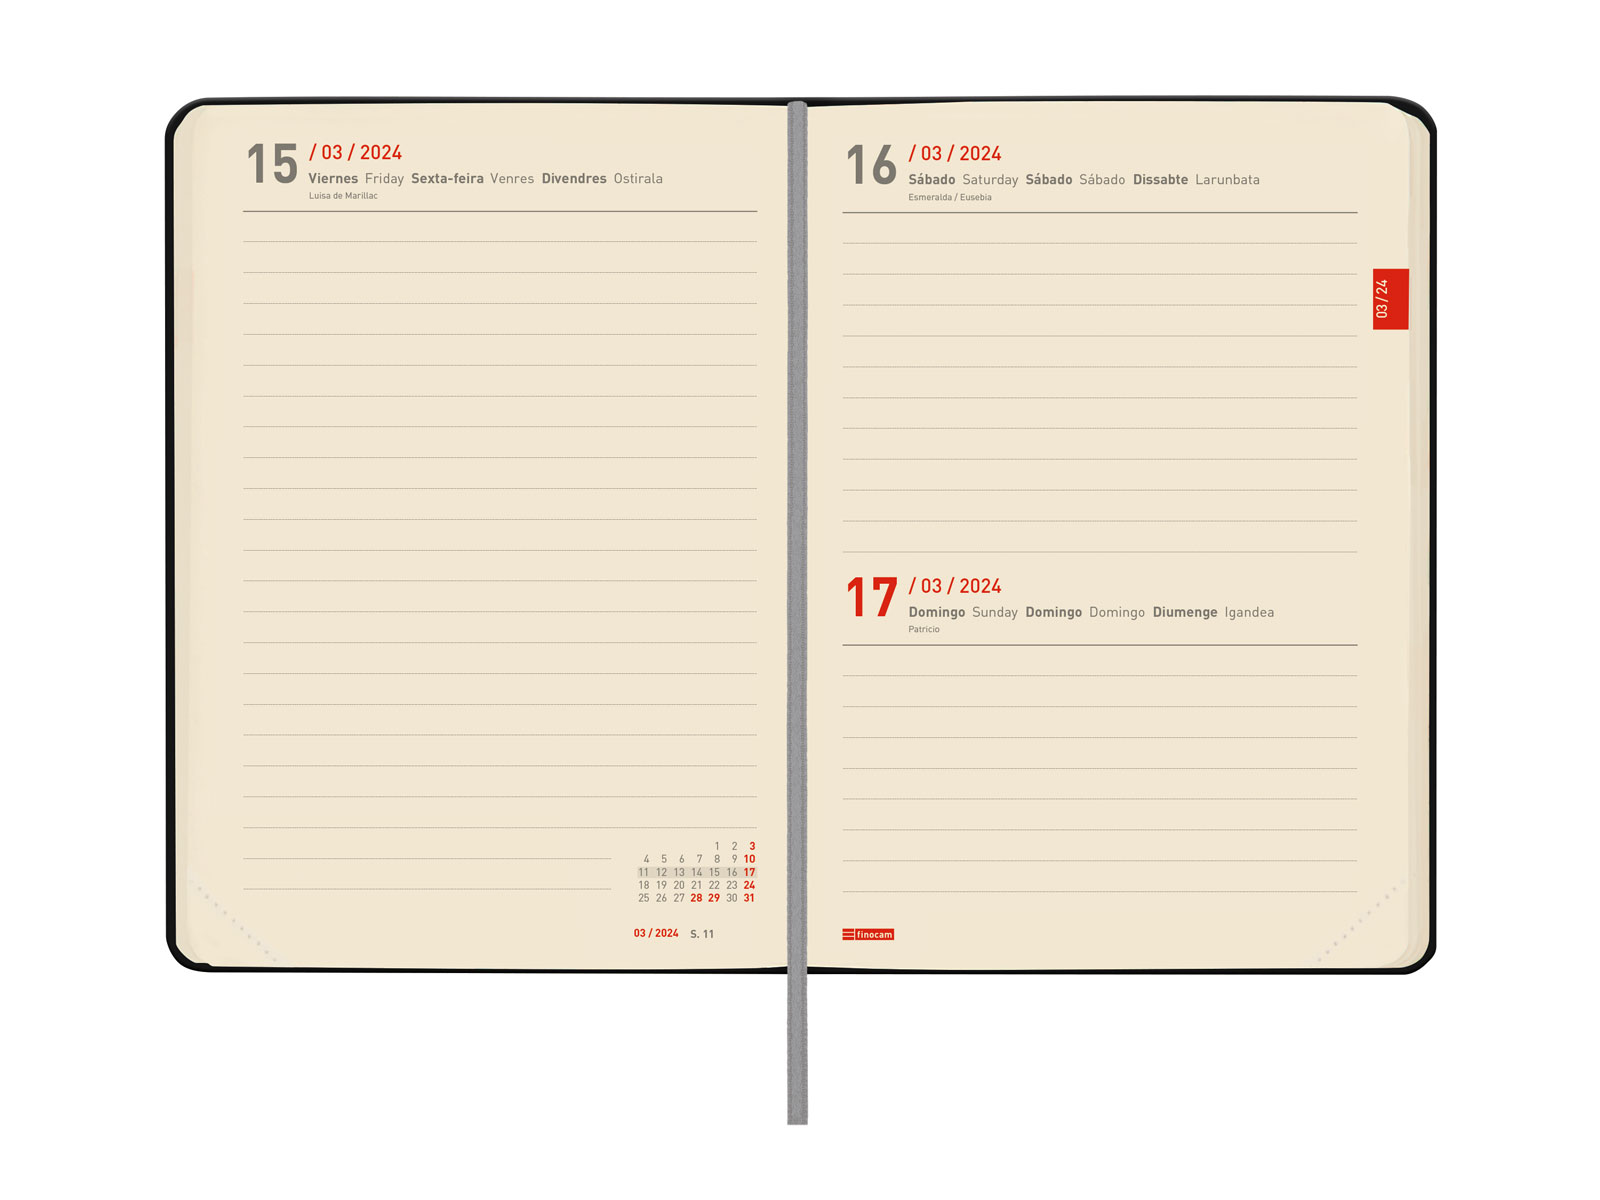 15 / 03 / 2024
Viernes Friday Sexta-feira Venres Divendres Ostirala
Luisa de Marillac
1 2 3
4 5 6 7 8 9 10
11 12 13 14 15 16 17
18 19 20 21 22 23 24
25 26 27 28 29 30 31
03 / 2024 S. 11
16 / 03 / 2024
Sábado Saturday Sábado Sábado Dissabte Larunbata
Esmeralda / Eusebia
03 / 24
17 / 03 / 2024
Domingo Sunday Domingo Domingo Diumenge Igandea
Patricio
finocam